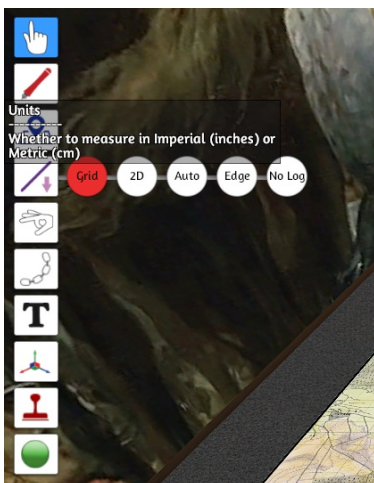 Units
Whether to measure in Imperial (inches) or
Metric (cm)
Grid 2D Auto Edge No Log
T